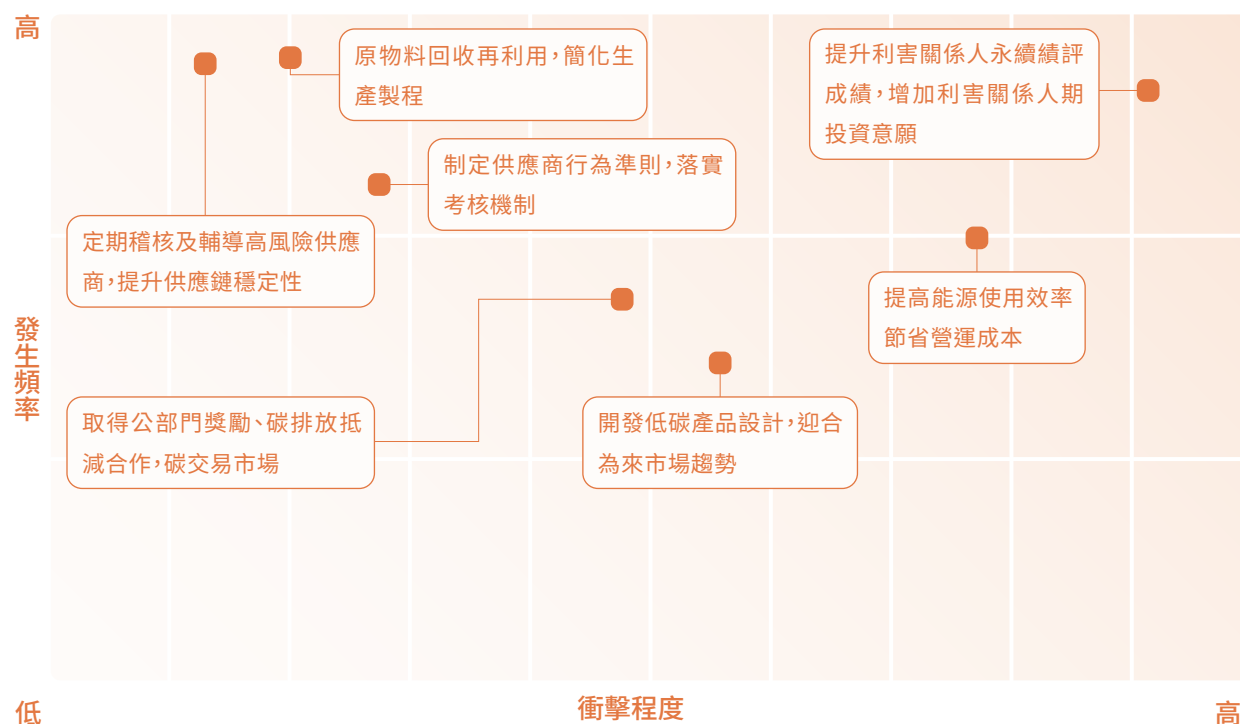 高
原物料回收再利用，簡化生
產製程
提升利害關係人永續績評
成績，增加利害關係人期
投資意願
制定供應商行為準則，落實
考核機制
定期稽核及輔導高風險供應
商，提升供應鏈穩定性
提高能源使用效率
節省營運成本
發生頻率
取得公部門獎勵、碳排放抵
減合作，碳交易市場
開發低碳產品設計，迎合
為來市場趨勢
低
衝擊程度
高